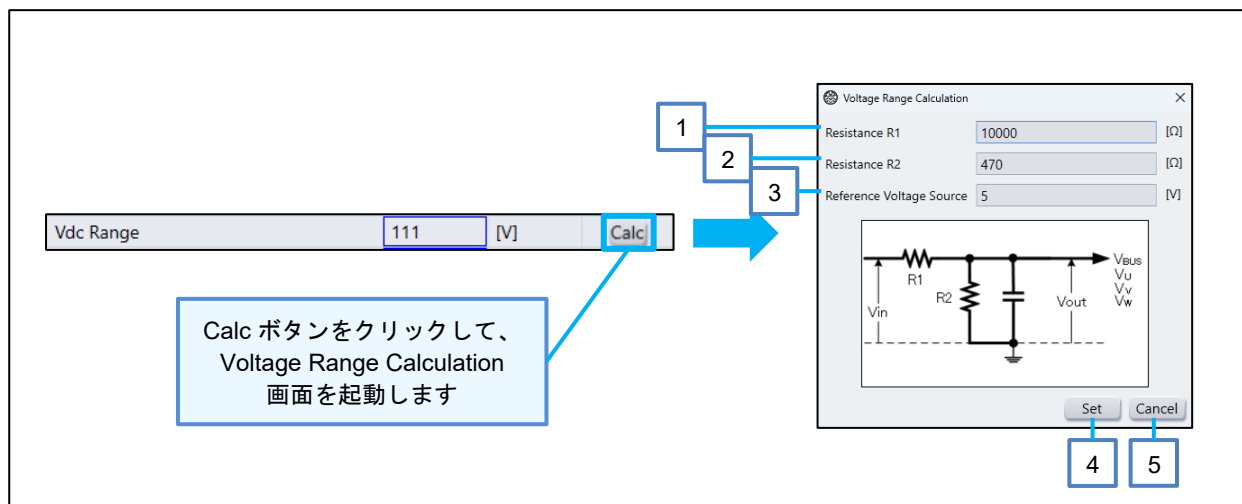 Vdc Range 111 [V] Calc
Calc ボタンをクリックして、
Voltage Range Calculation
画面を起動します
1
2
3
Voltage Range Calculation ×
Resistance R1 10000 [Ω]
Resistance R2 470 [Ω]
Reference Voltage Source 5 [V]
R1
R2
Vin
Vout
VBUS
VU
VV
VW
Set Cancel
4 5